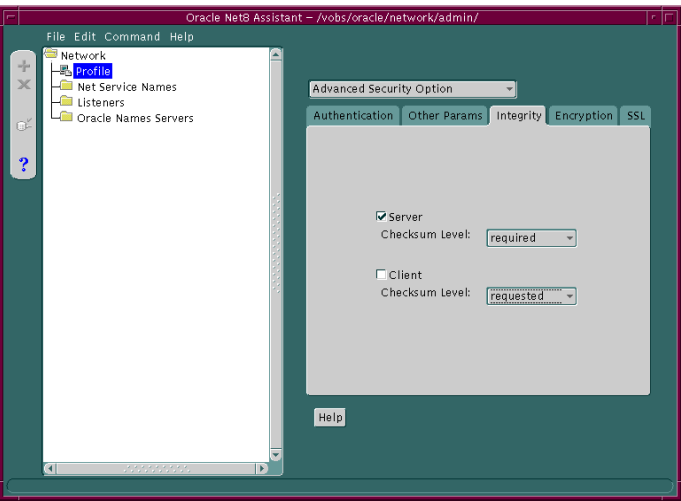 Oracle Net8 Assistant – /vobs/oracle/network/admin/
File Edit Command Help
Network
Profile
Net Service Names
Listeners
Oracle Names Servers
?
Advanced Security Option
Authentication Other Params Integrity Encryption SSL
Server
Checksum Level: required
Client
Checksum Level: requested
Help